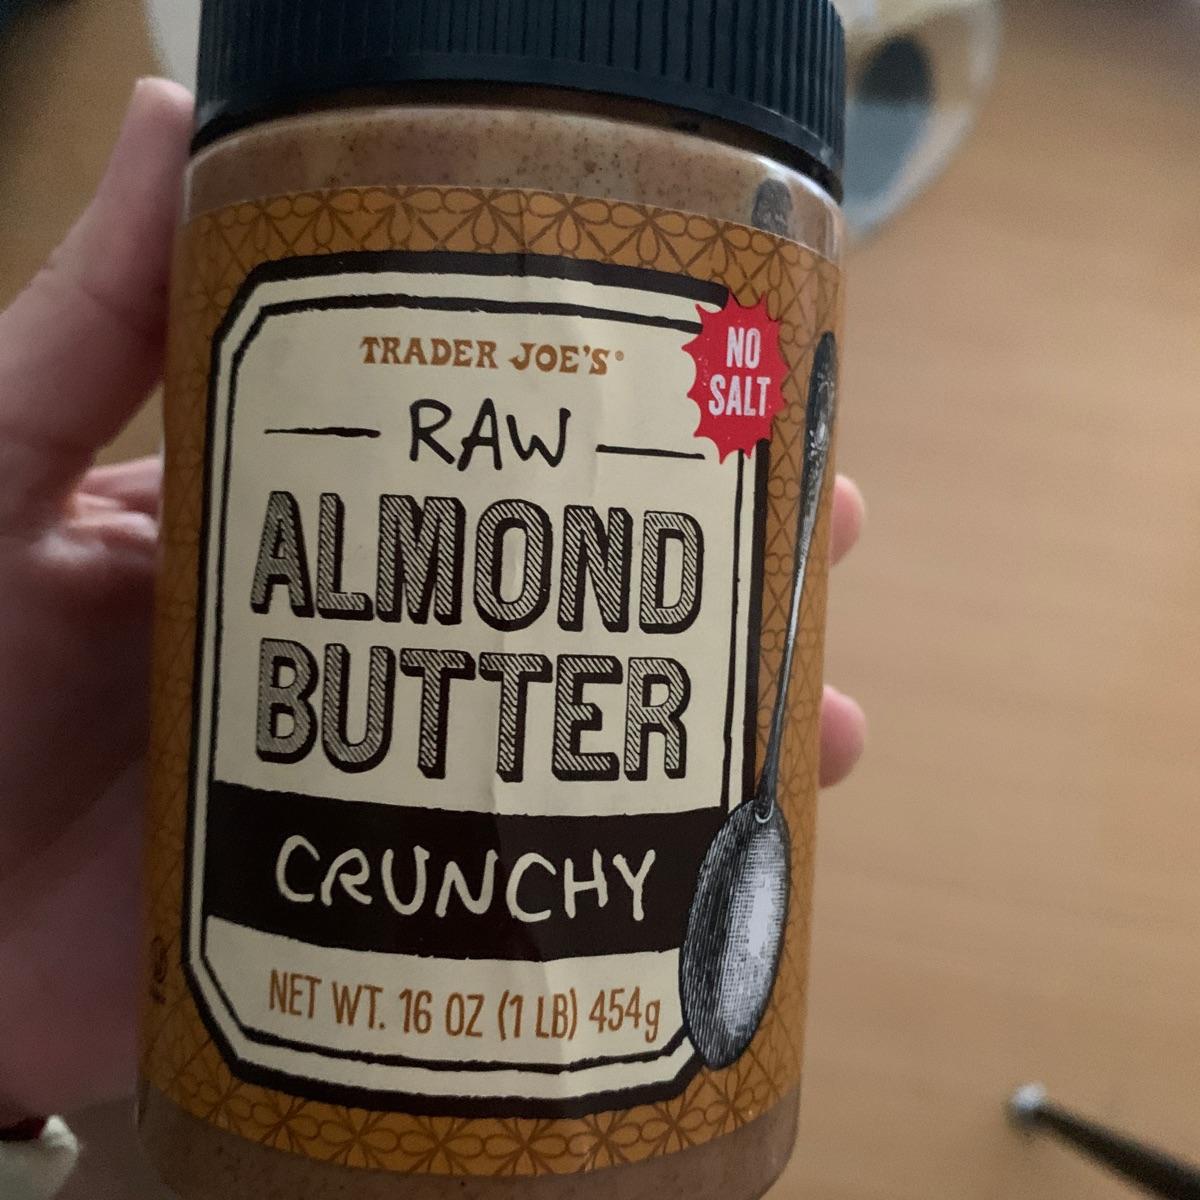 TRADER JOE'S®
NO
SALT
RAW
ALMOND
BUTTER
CRUNCHY
NET WT. 16 OZ (1 LB) 454g